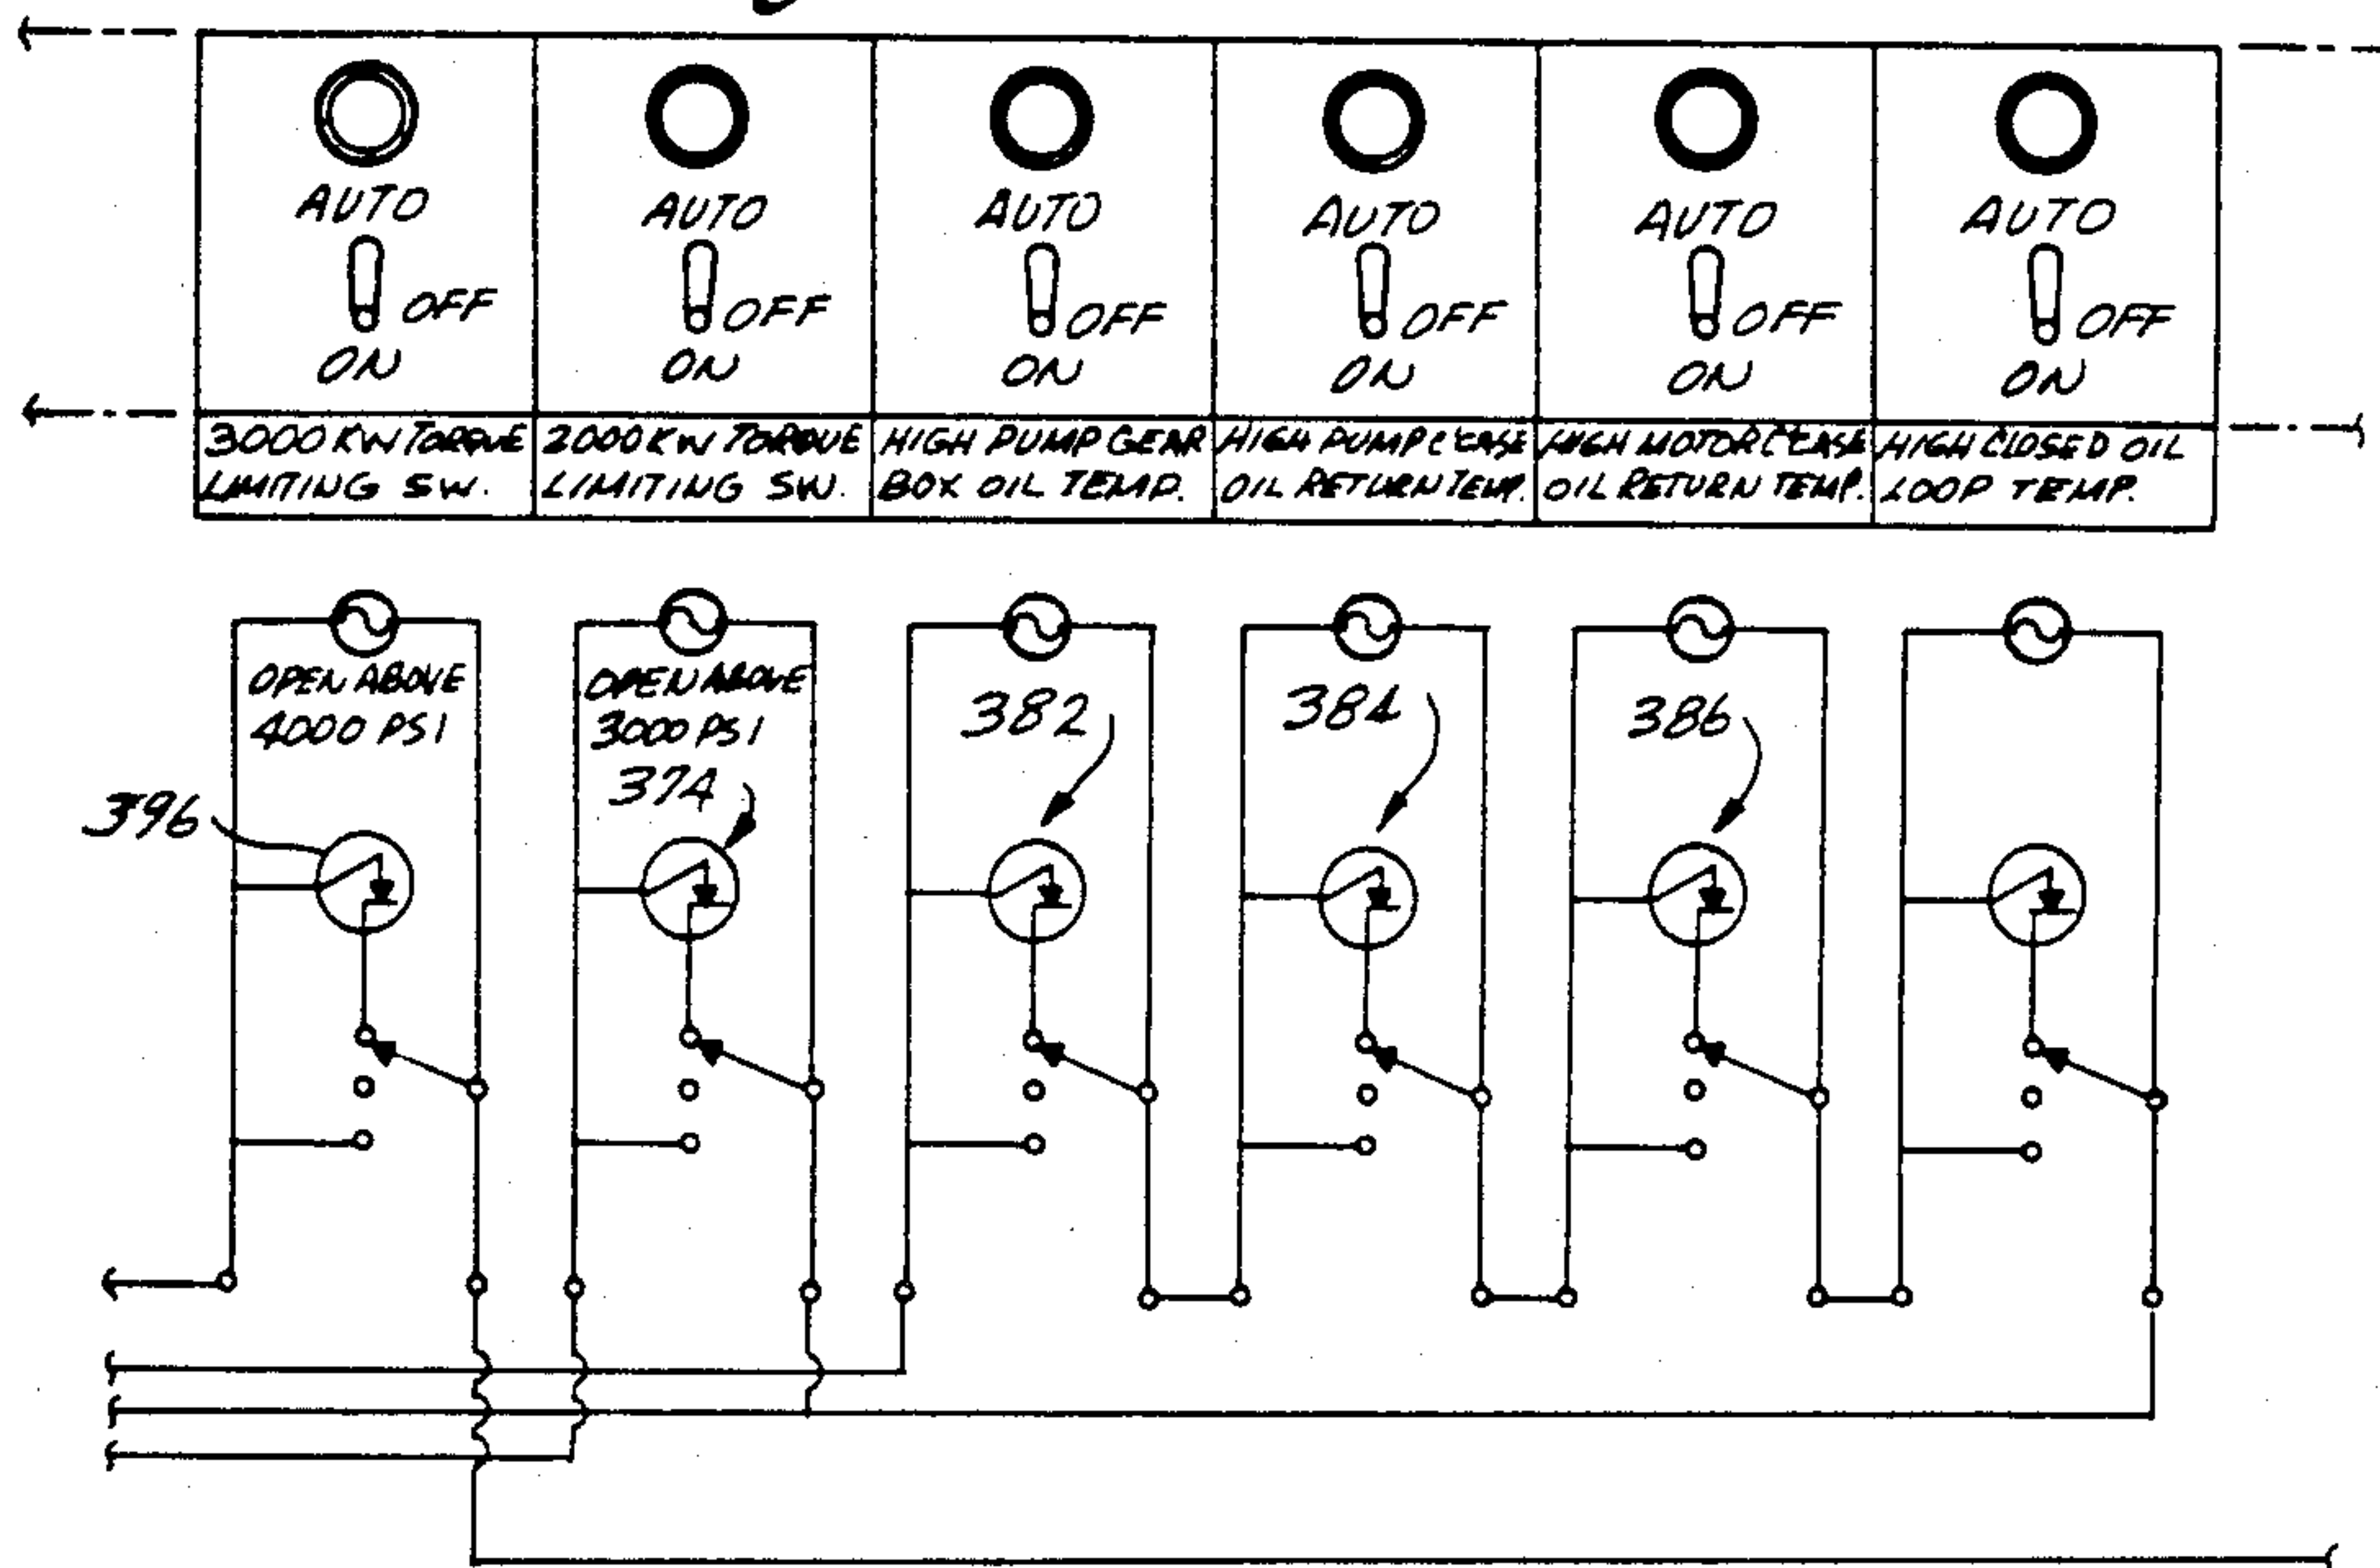 AUTO AUTO AUTO AUTO AUTO AUTO
OFF OFF OFF OFF OFF OFF
ON ON ON ON ON ON
3000 KW TORQUE
LIMITING SW.
2000 KW TORQUE
LIMITING SW.
HIGH PUMP GEAR
BOX OIL TEMP.
HIGH PUMP C'CASE
OIL RETURN TEMP.
HIGH MOTOR C'CASE
OIL RETURN TEMP.
HIGH CLOSED OIL
LOOP TEMP.
OPEN ABOVE
4000 PSI
396
OPEN ABOVE
3000 PSI
374
382
384
386